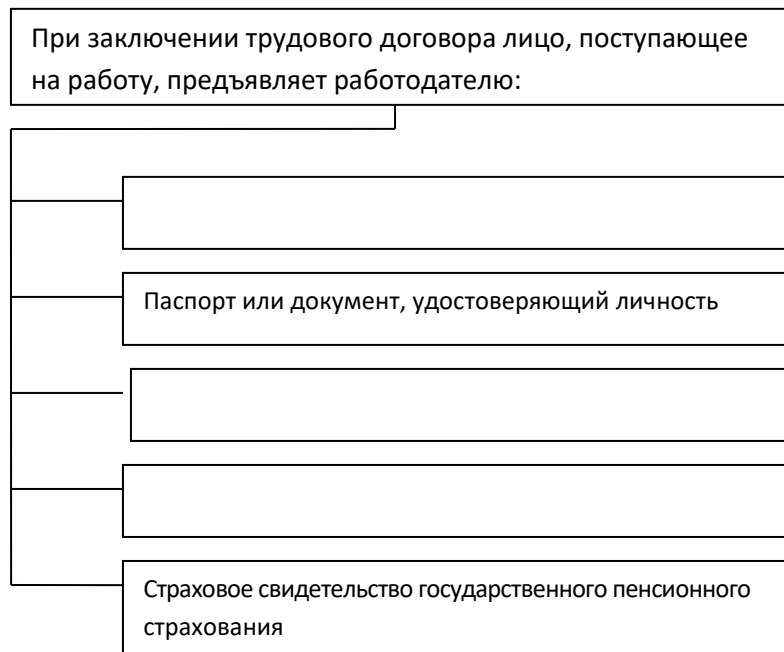 При заключении трудового договора лицо, поступающее
на работу, предъявляет работодателю:
Паспорт или документ, удостоверяющий личность
Страховое свидетельство государственного пенсионного
страхования